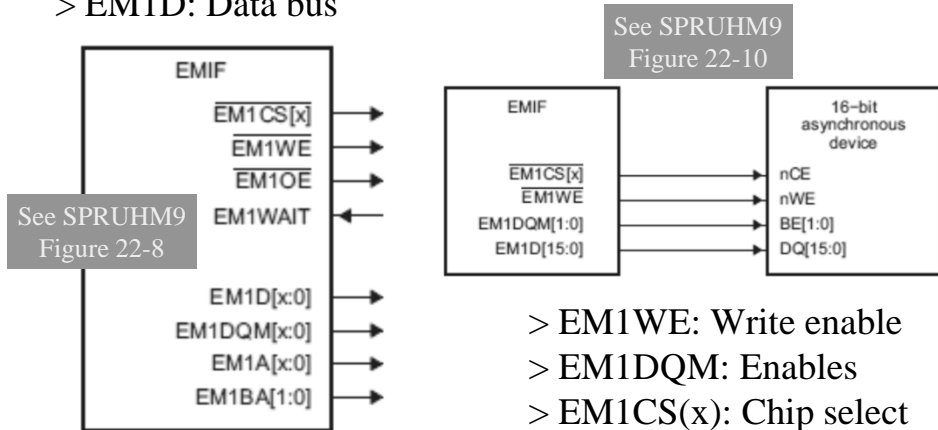 > EM1D: Data bus
See SPRUHM9
Figure 22-10
EMIF
EM1CS[x]
EM1WE
EM1OE
EM1WAIT
See SPRUHM9
Figure 22-8
EM1D[x:0]
EM1DQM[x:0]
EM1A[x:0]
EM1BA[1:0]
EMIF
EM1CS[x]
EM1WE
EM1DQM[1:0]
EM1D[15:0]
16-bit
asynchronous
device
nCE
nWE
BE[1:0]
DQ[15:0]
> EM1WE: Write enable
> EM1DQM: Enables
> EM1CS(x): Chip select